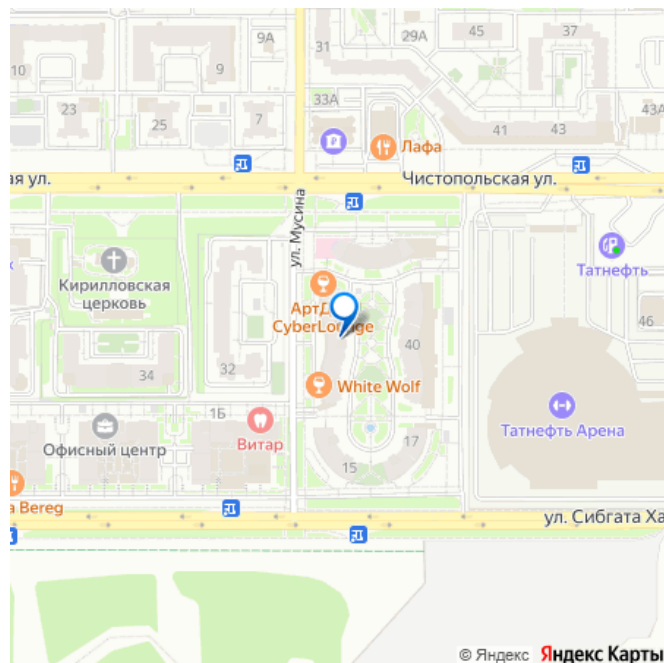 9А
31
29А
45
37
10
9
23
25
7
33А
41
43
43А
Лафа
ая ул.
Чистопольская ул.
ул. Мусина
Кирилловская
церковь
Татнефть
46
АртД
CyberLounge
40
34
32
White Wolf
1Б
Витар
Офисный центр
17
15
Татнефть Арена
a Bereg
ул. Сибгата Ха
© Яндекс Яндекс Карты